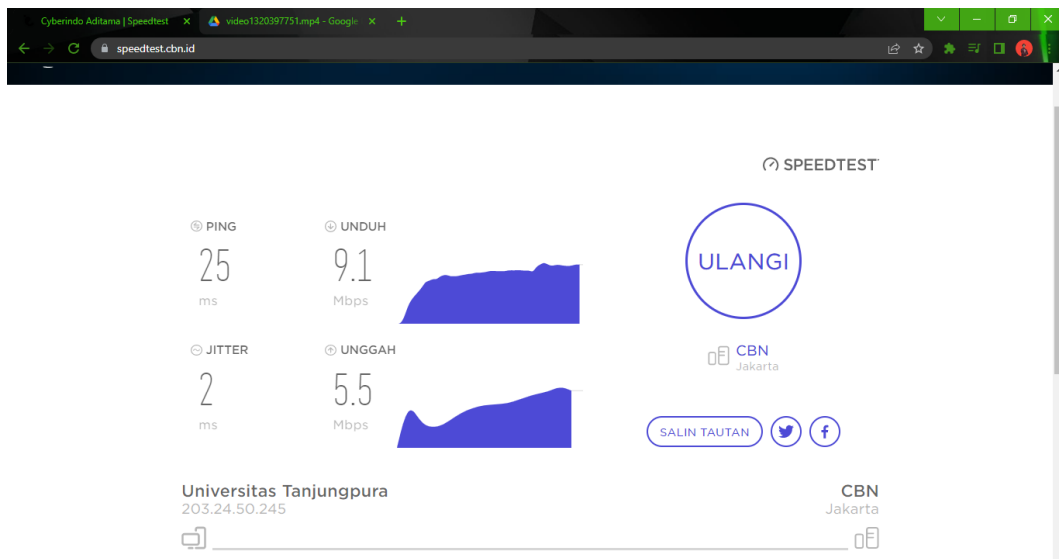 Cyberindo Aditama | Speedtest
video1320397751.mp4 - Google
speedtest.cbn.id
SPEEDTEST
PING
25
ms
UNDUH
9.1
Mbps
JITTER
2
ms
UNGGAH
5.5
Mbps
ULANGI
CBN
Jakarta
SALIN TAUTAN
Universitas Tanjungpura
203.24.50.245
CBN
Jakarta